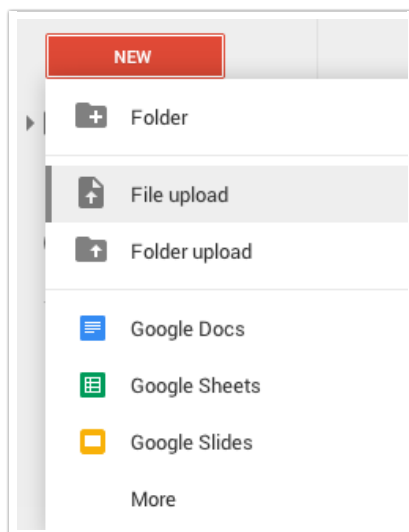 NEW
Folder
File upload
Folder upload
Google Docs
Google Sheets
Google Slides
More